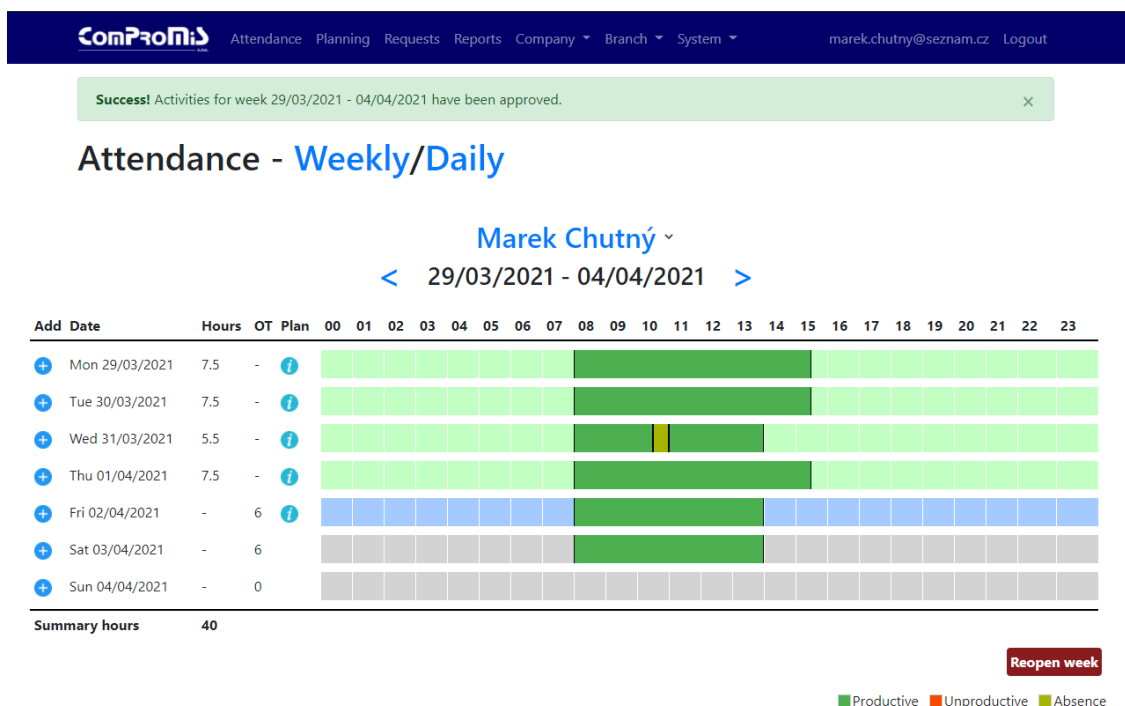 ComProMiS Attendance Planning Requests Reports Company Branch System marek.chutny@seznam.cz Logout
Success! Activities for week 29/03/2021 - 04/04/2021 have been approved. ×
Attendance - Weekly/Daily
Marek Chutný
< 29/03/2021 - 04/04/2021 >
Add Date Hours OT Plan 00 01 02 03 04 05 06 07 08 09 10 11 12 13 14 15 16 17 18 19 20 21 22 23
+ Mon 29/03/2021 7.5 - i
+ Tue 30/03/2021 7.5 - i
+ Wed 31/03/2021 5.5 - i
+ Thu 01/04/2021 7.5 - i
+ Fri 02/04/2021 - 6 i
+ Sat 03/04/2021 - 6
+ Sun 04/04/2021 - 0
Summary hours 40
Reopen week
Productive Unproductive Absence